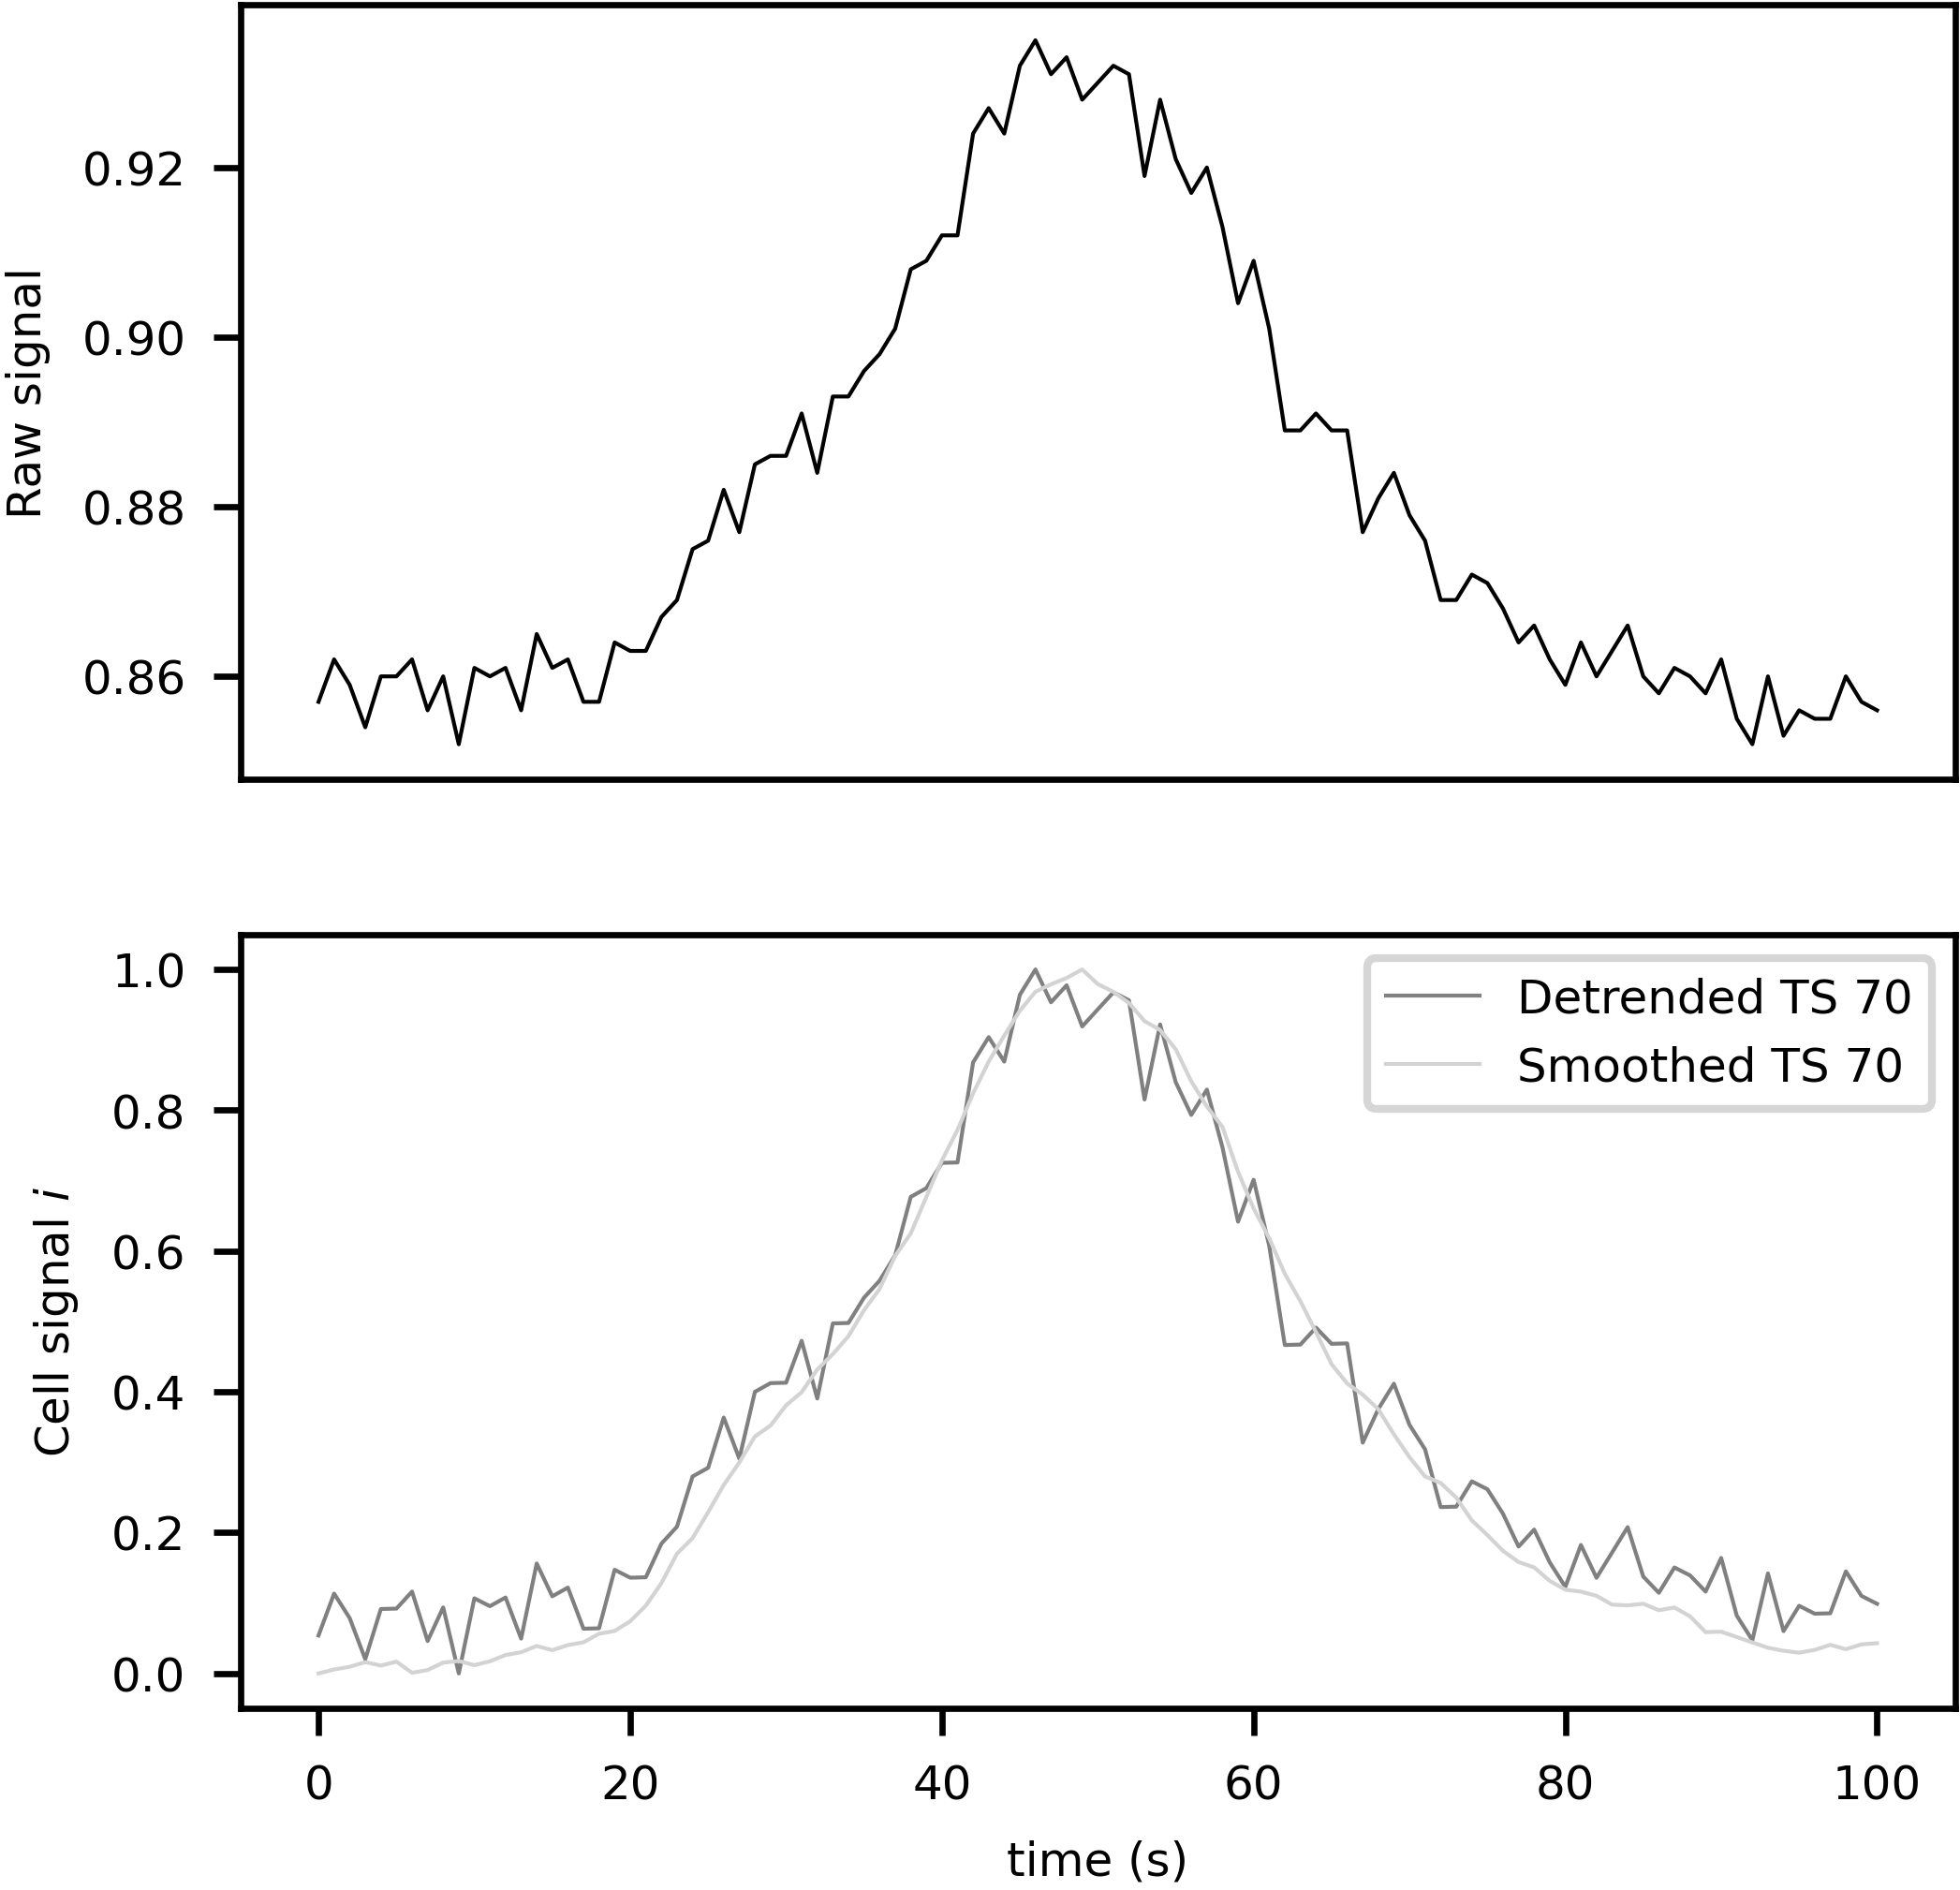 Raw signal
0.92
0.90
0.88
0.86
Cell signal i
1.0
0.8
0.6
0.4
0.2
0.0
Detrended TS 70
Smoothed TS 70
0 20 40 60 80 100
time (s)